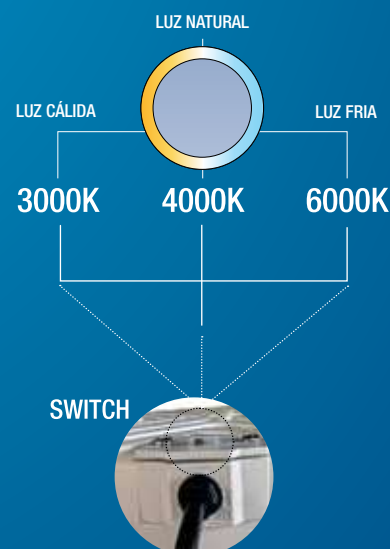 LUZ NATURAL
LUZ CÁLIDA
LUZ FRIA
3000K
4000K
6000K
SWITCH